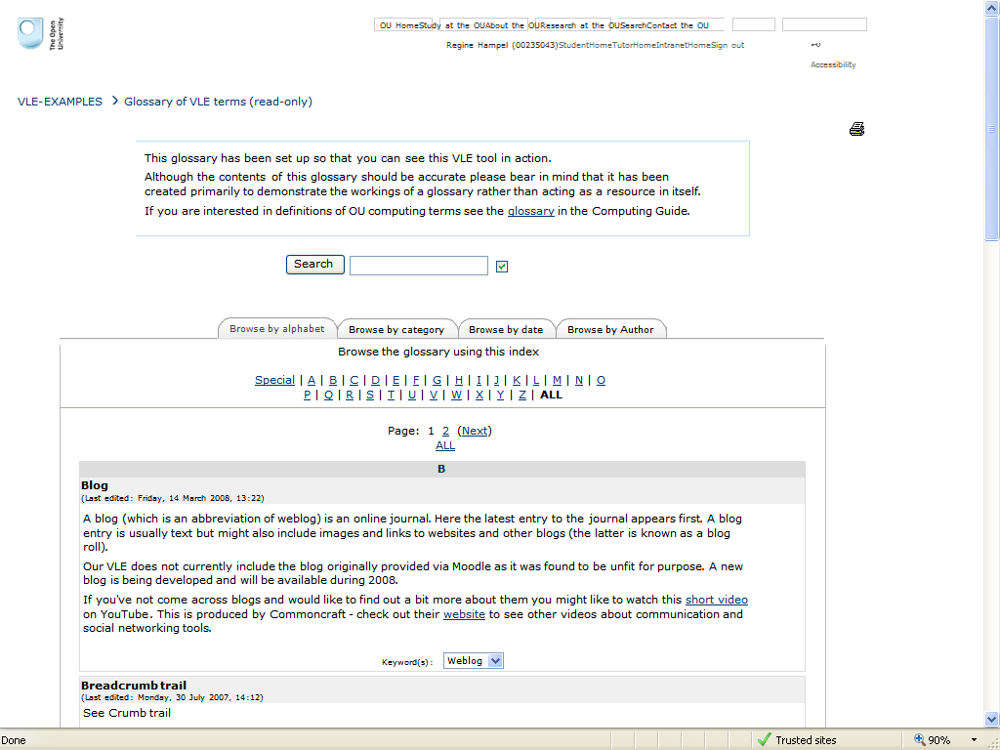 The Open University
OU HomeStudy at the OUAbout the OUResearch at the OUSearchContact the OU
Regine Hampel (00235043)StudentHomeTutorHomeIntranetHomeSign out
Accessibility
VLE-EXAMPLES > Glossary of VLE terms (read-only)
This glossary has been set up so that you can see this VLE tool in action.
Although the contents of this glossary should be accurate please bear in mind that it has been
created primarily to demonstrate the workings of a glossary rather than acting as a resource in itself.
If you are interested in definitions of OU computing terms see the glossary in the Computing Guide.
Search
Browse by alphabet Browse by category Browse by date Browse by Author
Browse the glossary using this index
Special | A | B | C | D | E | F | G | H | I | J | K | L | M | N | O
P | Q | R | S | T | U | V | W | X | Y | Z | ALL
Page: 1 2 (Next)
ALL
B
Blog
(Last edited: Friday, 14 March 2008, 13:22)
A blog (which is an abbreviation of weblog) is an online journal. Here the latest entry to the journal appears first. A blog
entry is usually text but might also include images and links to websites and other blogs (the latter is known as a blog
roll).
Our VLE does not currently include the blog originally provided via Moodle as it was found to be unfit for purpose. A new
blog is being developed and will be available during 2008.
If you've not come across blogs and would like to find out a bit more about them you might like to watch this short video
on YouTube. This is produced by Commoncraft - check out their website to see other videos about communication and
social networking tools.
Keyword(s): Weblog
Breadcrumb trail
(Last edited: Monday, 30 July 2007, 14:12)
See Crumb trail
Done Trusted sites 90%